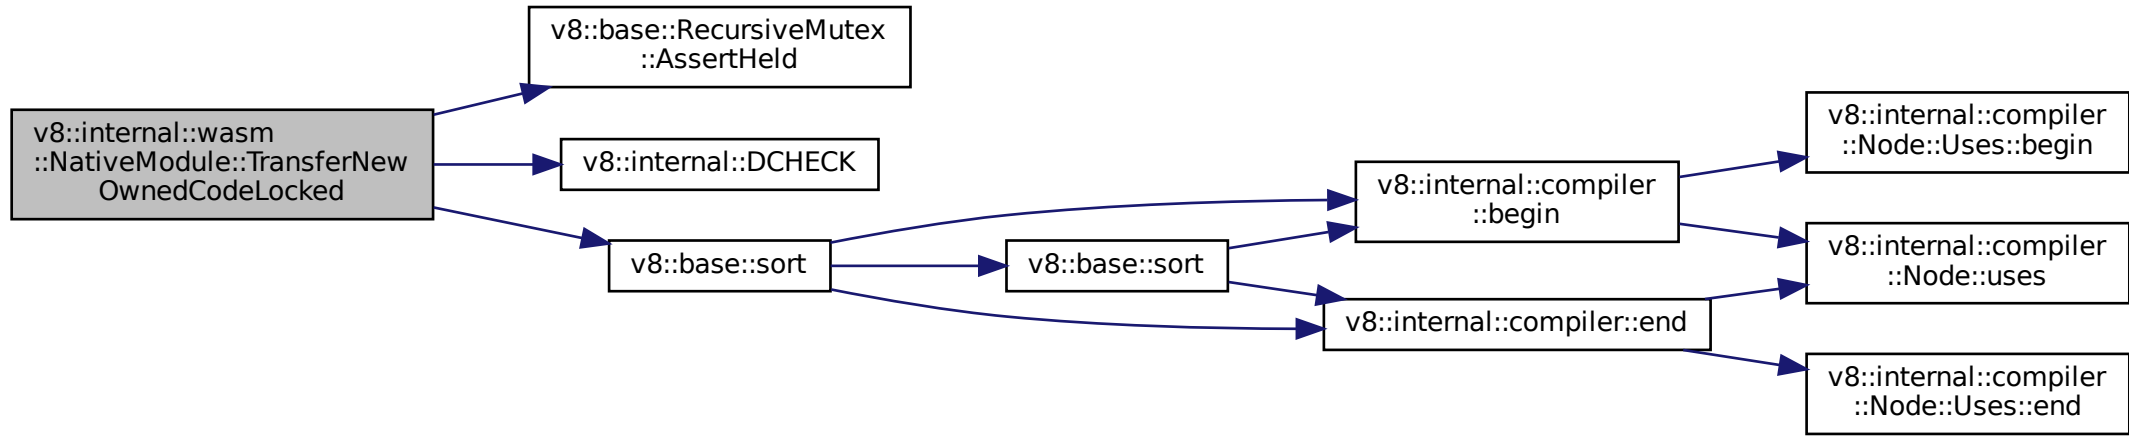 v8::internal::wasm
::NativeModule::TransferNew
OwnedCodeLocked
v8::base::RecursiveMutex
::AssertHeld
v8::internal::DCHECK
v8::base::sort
v8::base::sort
v8::internal::compiler
::begin
v8::internal::compiler::end
v8::internal::compiler
::Node::Uses::begin
v8::internal::compiler
::Node::uses
v8::internal::compiler
::Node::Uses::end